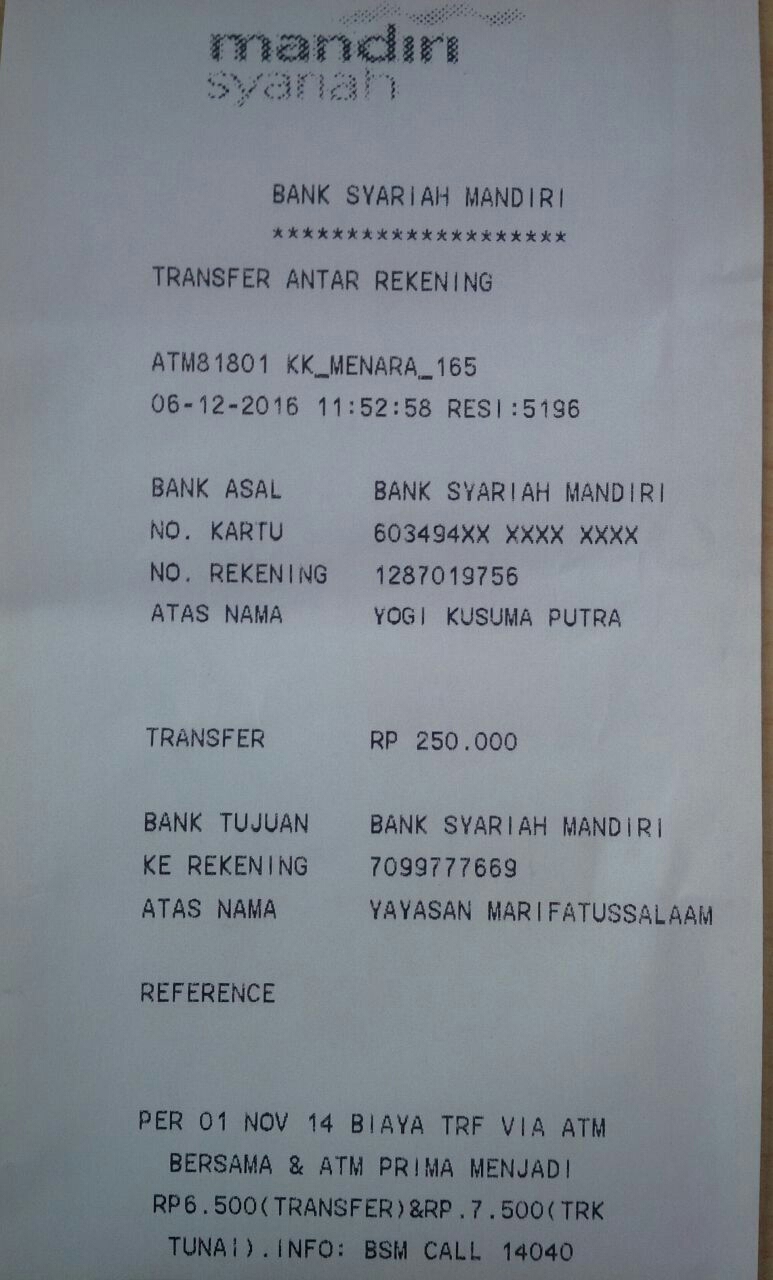 mandiri
syariah
BANK SYARIAH MANDIRI
********************
TRANSFER ANTAR REKENING
ATM81801 KK_MENARA_165
06-12-2016 11:52:58 RESI:5196
BANK ASAL BANK SYARIAH MANDIRI
NO. KARTU 603494XX XXXX XXXX
NO. REKENING 1287019756
ATAS NAMA YOGI KUSUMA PUTRA
TRANSFER RP 250.000
BANK TUJUAN BANK SYARIAH MANDIRI
KE REKENING 7099777669
ATAS NAMA YAYASAN MARIFATUSSALAAM
REFERENCE
PER 01 NOV 14 BIAYA TRF VIA ATM
BERSAMA & ATM PRIMA MENJADI
RP6.500(TRANSFER)&RP.7.500(TRK
TUNAI).INFO: BSM CALL 14040